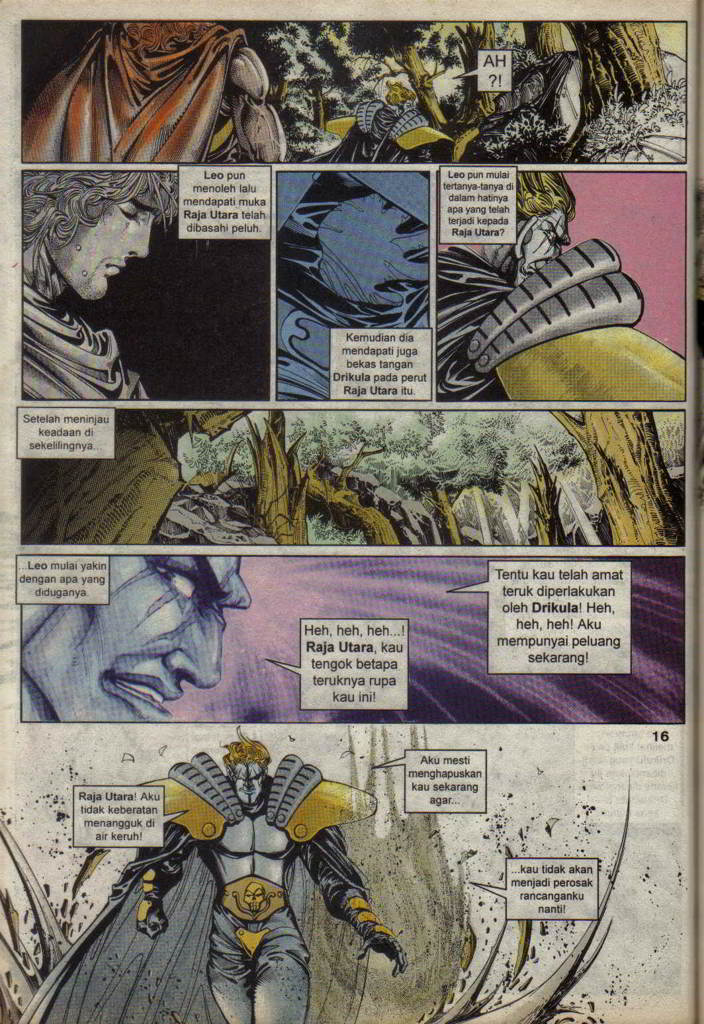 AH
?!
Leo pun
menoleh lalu
mendapati muka
Raja Utara telah
dibasahi peluh.
Kemudian dia
mendapati juga
bekas tangan
Drikula pada perut
Raja Utara itu.
Leo pun mulai
tertanya-tanya di
dalam hatinya
apa yang telah
terjadi kepada
Raja Utara?
Setelah meninjau
keadaan di
sekelilingnya...
...Leo mulai yakin
dengan apa yang
diduganya.
Heh, heh, heh...!
Raja Utara, kau
tengok betapa
teruknya rupa
kau ini!
Tentu kau telah amat
teruk diperlakukan
oleh Drikula! Heh,
heh, heh! Aku
mempunyai peluang
sekarang!
16
Raja Utara! Aku
tidak keberatan
menangguk di
air keruh!
Aku mesti
menghapuskan
kau sekarang
agar...
...kau tidak akan
menjadi perosak
rancanganku
nanti!